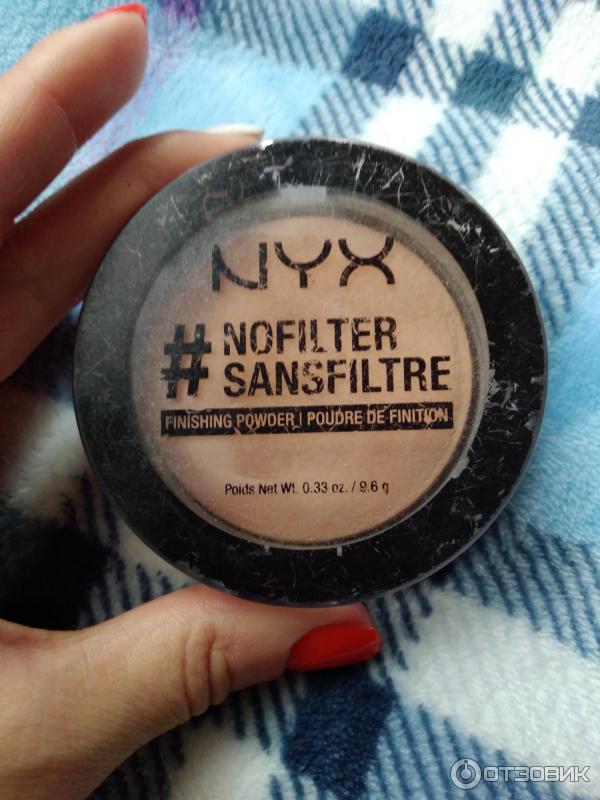 NYX
# NOFILTER
SANSFILTRE
FINISHING POWDER | POUDRE DE FINITION
Poids Net Wt. 0.33 oz. / 9.6 g
ОТЗОВИК